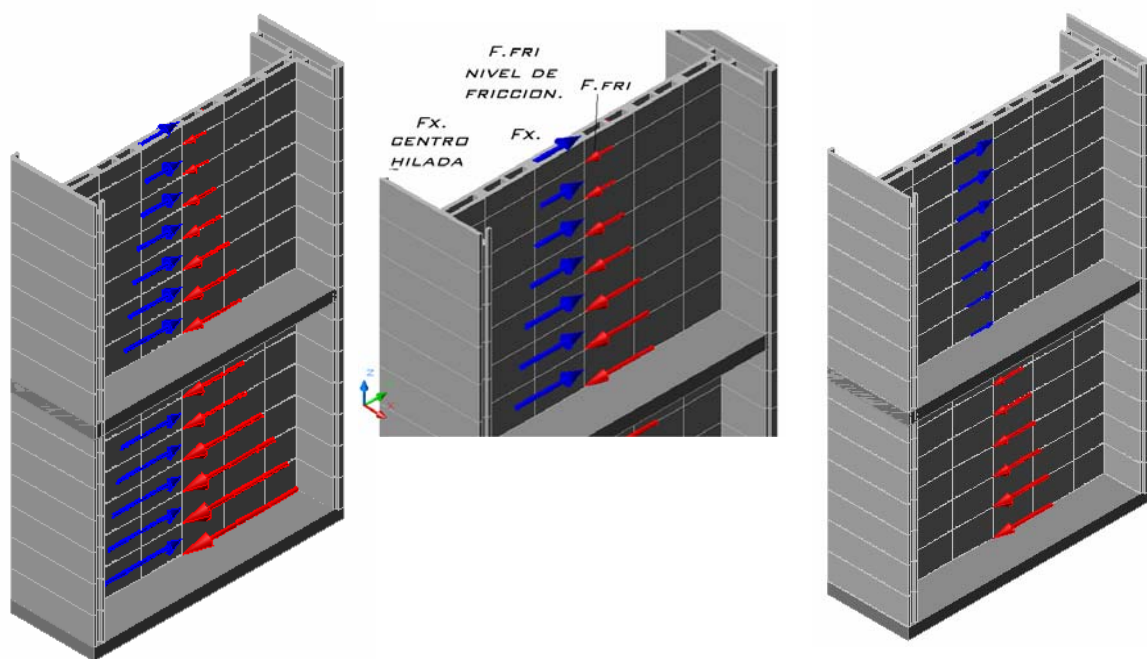 F.FRI
NIVEL DE
FRICCION.
F.FRI
Fx.
CENTRO
HILADA
Fx.
Z